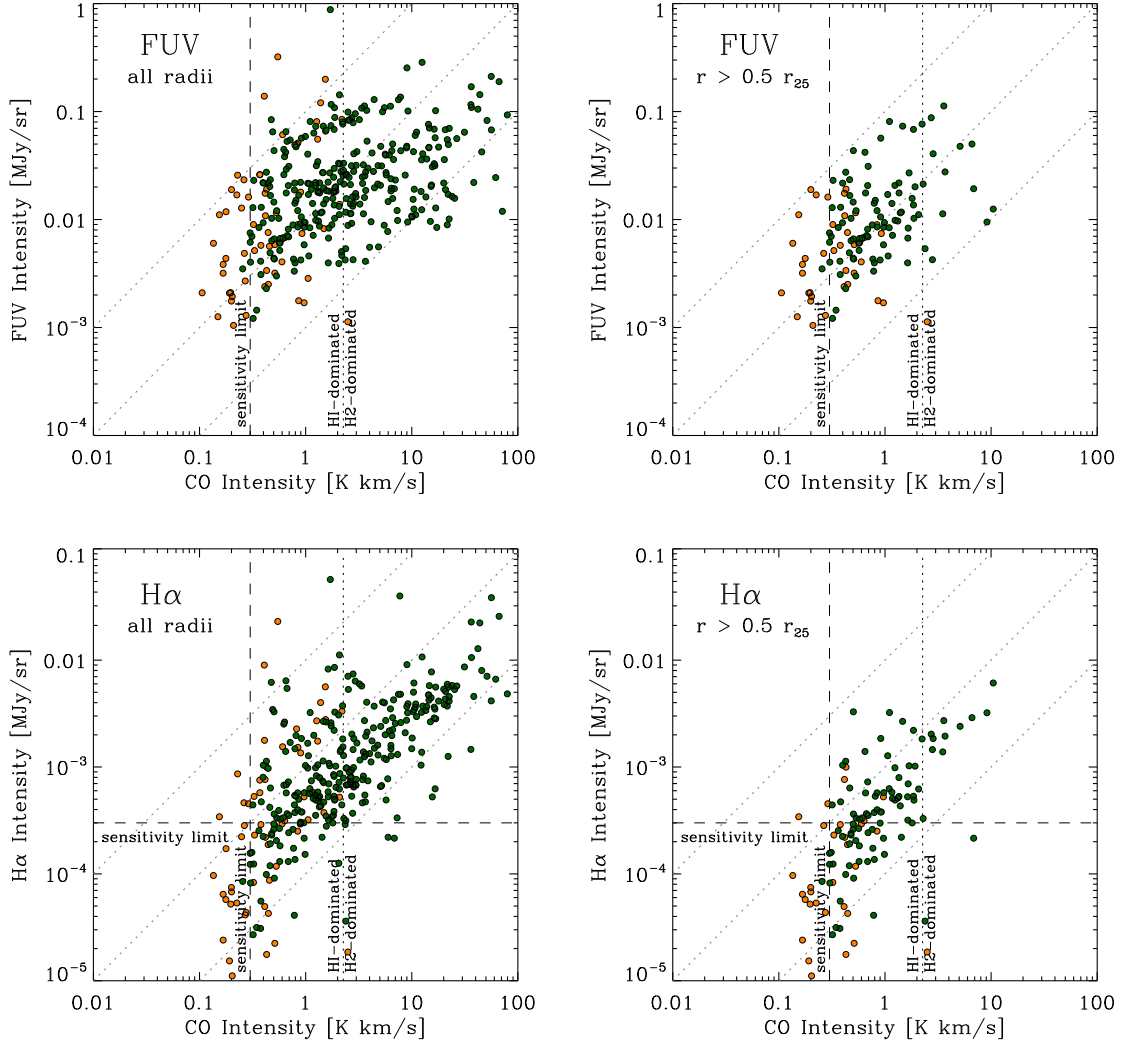 FUV
all radii
1
0.1
0.01
10⁻³
10⁻⁴
FUV Intensity [MJy/sr]
sensitivity limit
HI-dominated
H2-dominated
0.01 0.1 1 10 100
CO Intensity [K km/s]
FUV
r > 0.5 r₂₅
1
0.1
0.01
10⁻³
10⁻⁴
FUV Intensity [MJy/sr]
sensitivity limit
HI-dominated
H2-dominated
0.01 0.1 1 10 100
CO Intensity [K km/s]
Hα
all radii
0.1
0.01
10⁻³
10⁻⁴
10⁻⁵
Hα Intensity [MJy/sr]
sensitivity limit
sensitivity limit
HI-dominated
H2-dominated
0.01 0.1 1 10 100
CO Intensity [K km/s]
Hα
r > 0.5 r₂₅
0.1
0.01
10⁻³
10⁻⁴
10⁻⁵
Hα Intensity [MJy/sr]
sensitivity limit
sensitivity limit
HI-dominated
H2-dominated
0.01 0.1 1 10 100
CO Intensity [K km/s]